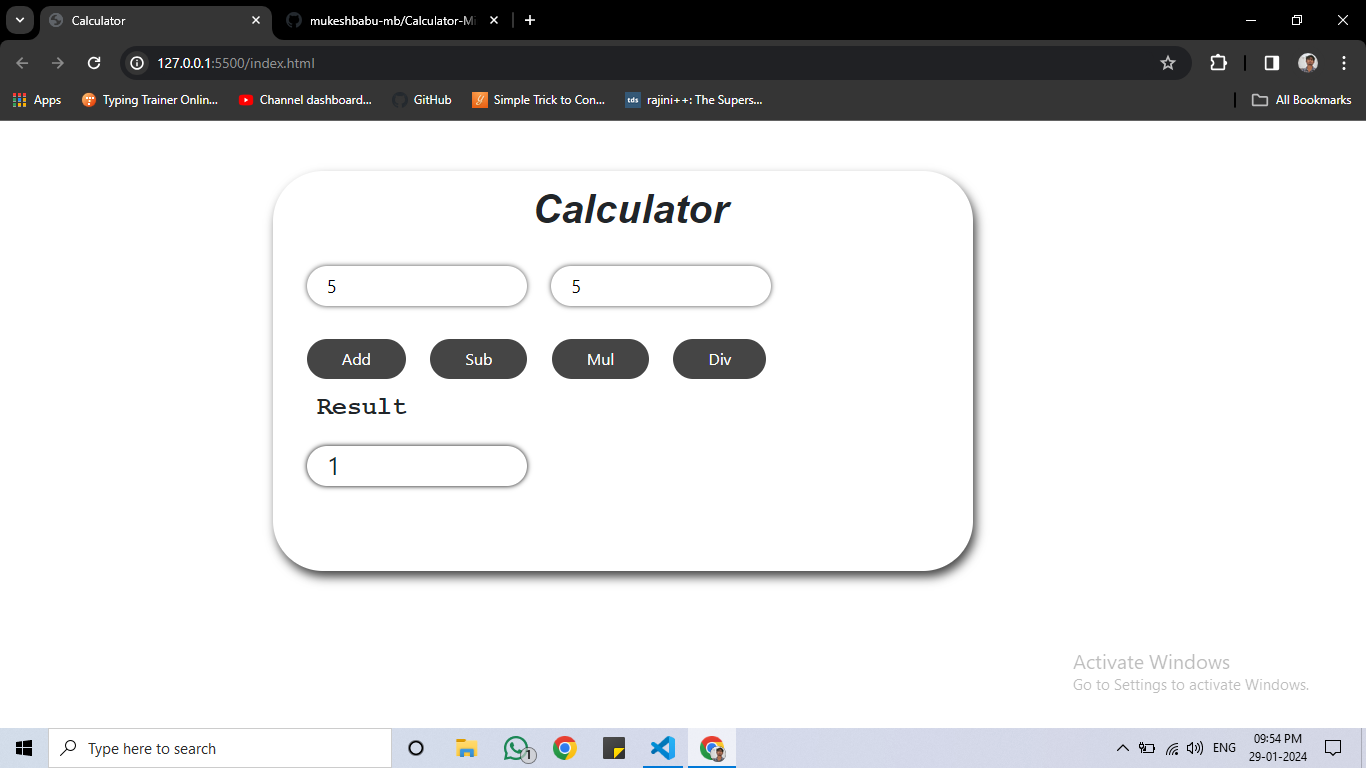 Calculator
mukeshbabu-mb/Calculator-Mi
127.0.0.1:5500/index.html
Apps
Typing Trainer Onlin...
Channel dashboard...
GitHub
Simple Trick to Con...
tds
rajini++: The Supers...
All Bookmarks
Calculator
5 5
Add Sub Mul Div
Result
1
Activate Windows
Go to Settings to activate Windows.
Type here to search
1
ENG
09:54 PM
29-01-2024